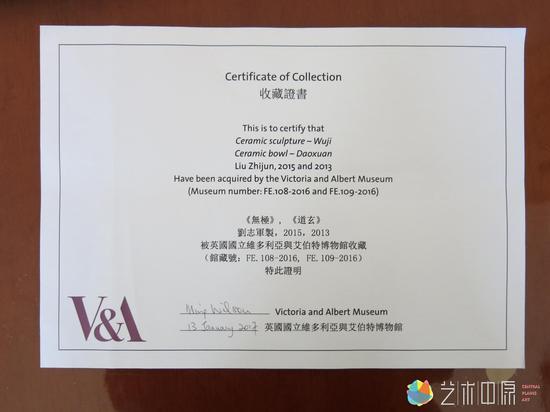 Certificate of Collection
收藏證書
This is to certify that
Ceramic sculpture – Wuji
Ceramic bowl – Daoxuan
Liu Zhijun, 2015 and 2013
Have been acquired by the Victoria and Albert Museum
(Museum number: FE.108-2016 and FE.109-2016)
《無極》，《道玄》
劉志軍製，2015，2013
被英國國立維多利亞與艾伯特博物館收藏
（館藏號：FE.108-2016, FE.109-2016）
特此證明
V&A
Ming Wilson Victoria and Albert Museum
13 January 2017 英國國立維多利亞與艾伯特博物館
艺术中原
CENTRAL
PLAINS
ART